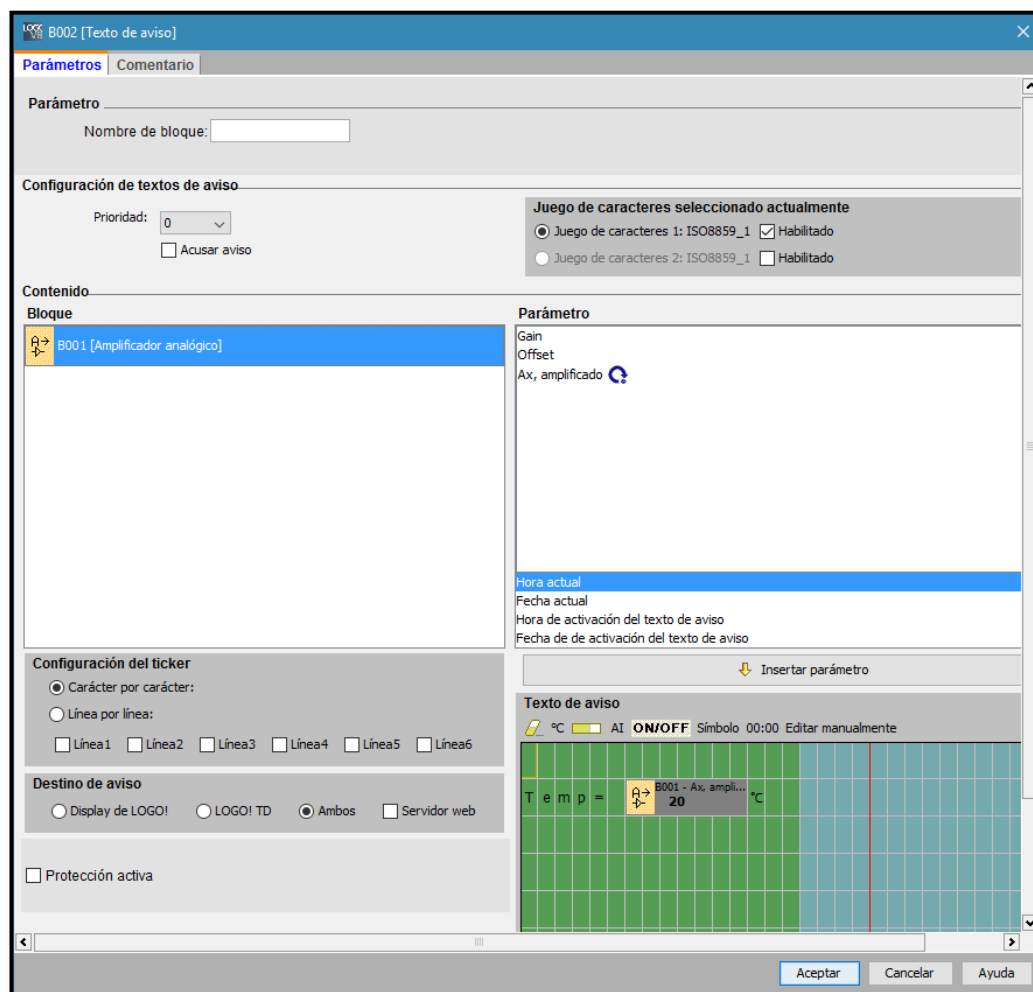 LOGO! V8 B002 [Texto de aviso]
Parámetros Comentario
Parámetro
Nombre de bloque:
Configuración de textos de aviso
Prioridad: 0
Acusar aviso
Juego de caracteres seleccionado actualmente
Juego de caracteres 1: ISO8859_1 Habilitado
Juego de caracteres 2: ISO8859_1 Habilitado
Contenido
Bloque
B001 [Amplificador analógico]
Parámetro
Gain
Offset
Ax, amplificado
Hora actual
Fecha actual
Hora de activación del texto de aviso
Fecha de de activación del texto de aviso
Insertar parámetro
Configuración del ticker
Carácter por carácter:
Línea por línea:
Línea1 Línea2 Línea3 Línea4 Línea5 Línea6
Destino de aviso
Display de LOGO! LOGO! TD Ambos Servidor web
Protección activa
Texto de aviso
°C AI ON/OFF Símbolo 00:00 Editar manualmente
Temp= A→ B001 - Ax, ampli... °C
20
Aceptar Cancelar Ayuda